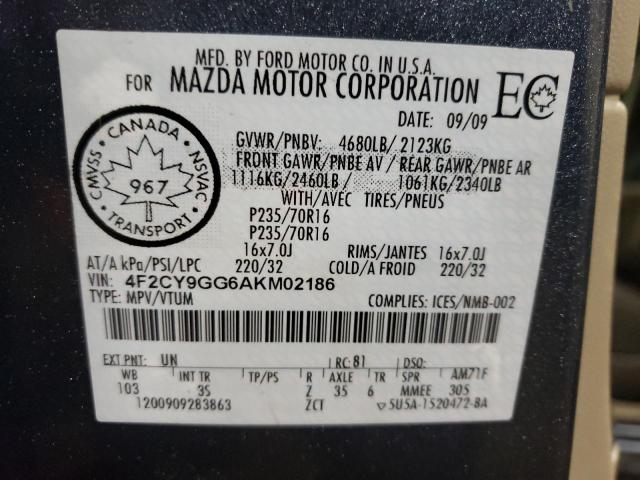 MFD. BY FORD MOTOR CO. IN U.S.A.
FOR MAZDA MOTOR CORPORATION
EC
DATE: 09/09
CANADA
CMVSS NSVAC
967
TRANSPORT
GVWR/PNBV: 4680LB/ 2123KG
FRONT GAWR/PNBE AV / REAR GAWR/PNBE AR
1116KG/2460LB / 1061KG/2340LB
WITH/AVEC TIRES/PNEUS
P235/70R16
P235/70R16
16x7.0J RIMS/JANTES 16x7.0J
AT/A kPa/PSI/LPC 220/32 COLD/A FROID 220/32
VIN: 4F2CY9GG6AKM02186
TYPE: MPV/VTUM COMPLIES: ICES/NMB-002
EXT PNT: UN RC: 81 DSO:
WB INT TR TP/PS R AXLE TR SPR AM71F
103 3S Z 35 6 MMEE 305
1200909283863 ZCT ▽5U5A-1520472-BA